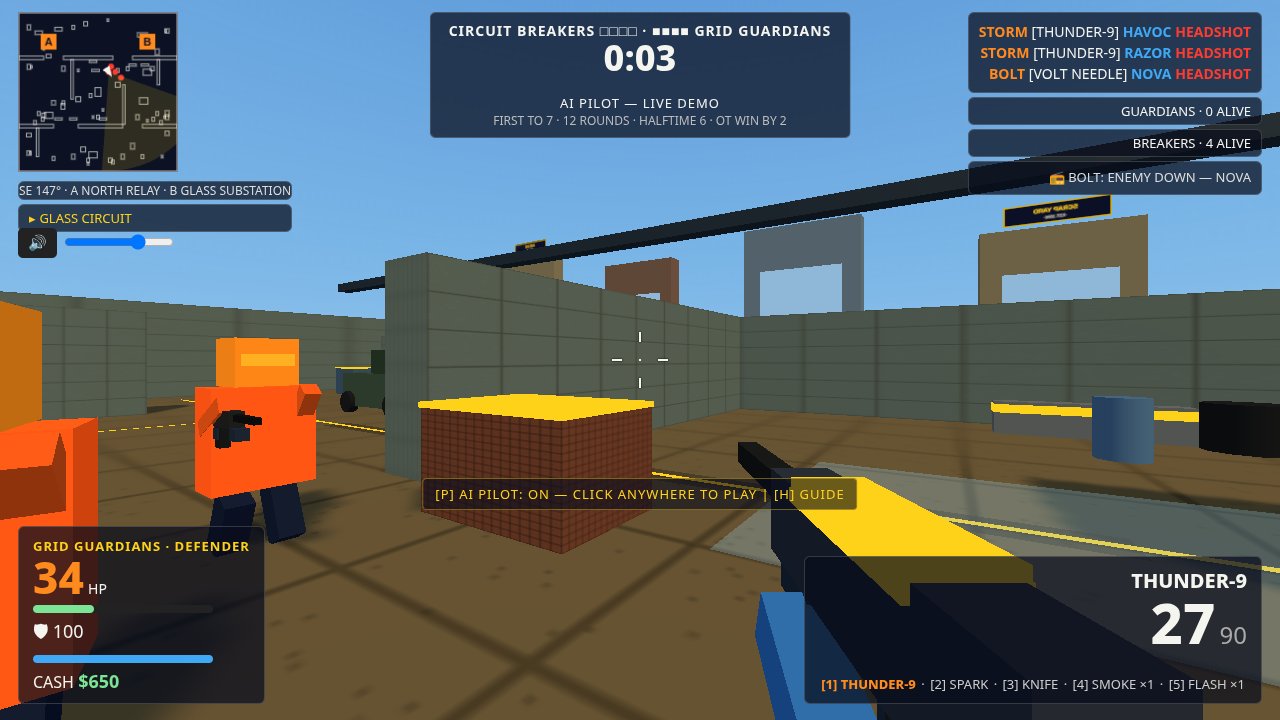 A
B
SE 147° · A NORTH RELAY · B GLASS SUBSTATION
▸ GLASS CIRCUIT
CIRCUIT BREAKERS □□□□ · ■■■■ GRID GUARDIANS
0:03
AI PILOT — LIVE DEMO
FIRST TO 7 · 12 ROUNDS · HALFTIME 6 · OT WIN BY 2
STORM [THUNDER-9] HAVOC HEADSHOT
STORM [THUNDER-9] RAZOR HEADSHOT
BOLT [VOLT NEEDLE] NOVA HEADSHOT
GUARDIANS · 0 ALIVE
BREAKERS · 4 ALIVE
📻 BOLT: ENEMY DOWN — NOVA
SCRAP YARD
[P] AI PILOT: ON — CLICK ANYWHERE TO PLAY | [H] GUIDE
GRID GUARDIANS · DEFENDER
34 HP
100
CASH $650
THUNDER-9
27 90
[1] THUNDER-9 · [2] SPARK · [3] KNIFE · [4] SMOKE ×1 · [5] FLASH ×1